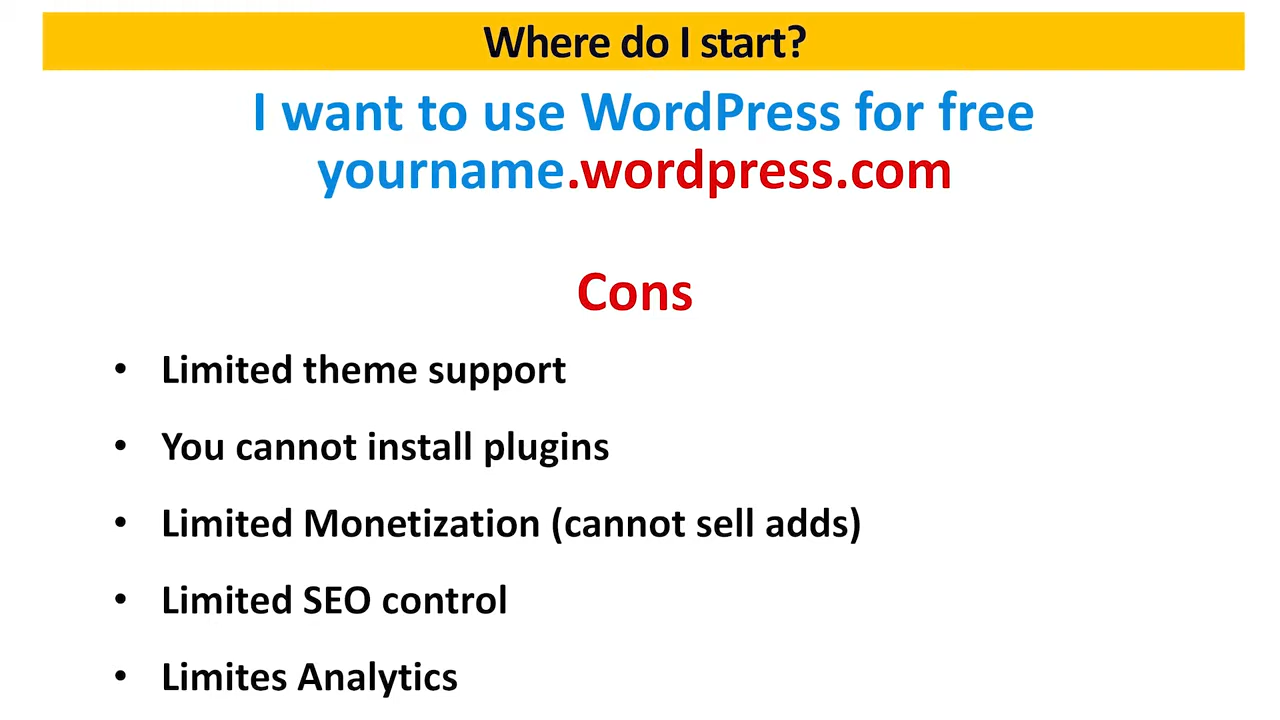 Where do I start?
I want to use WordPress for free
yourname.wordpress.com
Cons
• Limited theme support
• You cannot install plugins
• Limited Monetization (cannot sell adds)
• Limited SEO control
• Limites Analytics